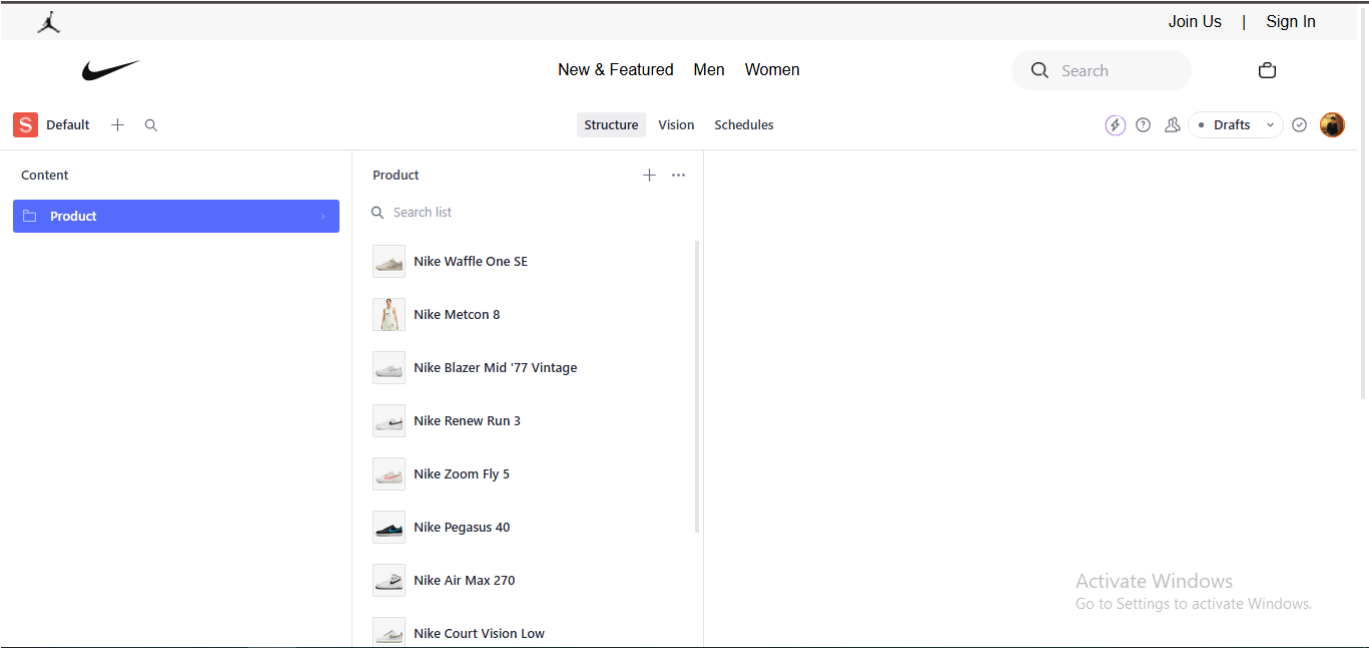 Join Us | Sign In
New & Featured Men Women Search
S Default Structure Vision Schedules Drafts
Content
Product
Product
Search list
Nike Waffle One SE
Nike Metcon 8
Nike Blazer Mid '77 Vintage
Nike Renew Run 3
Nike Zoom Fly 5
Nike Pegasus 40
Nike Air Max 270
Nike Court Vision Low
Activate Windows
Go to Settings to activate Windows.